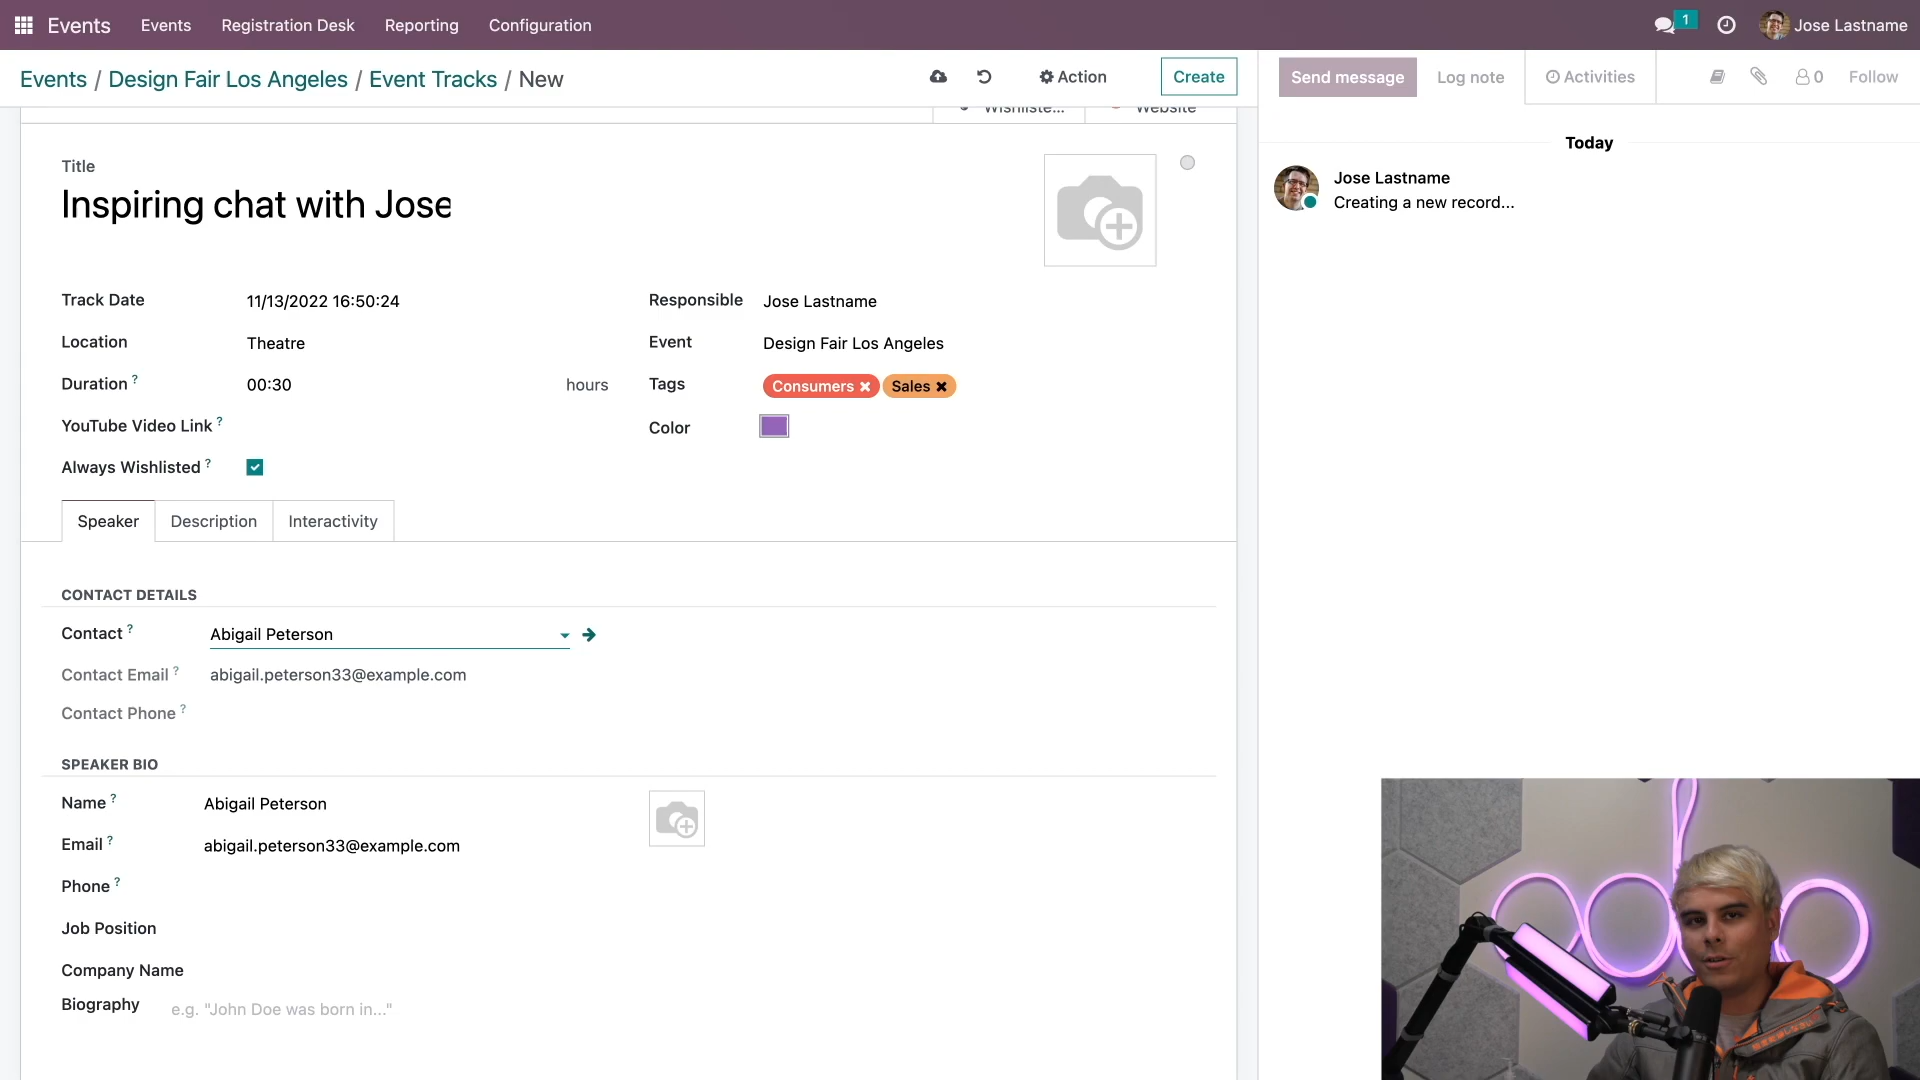 Events Events Registration Desk Reporting Configuration 1 Jose Lastname
Events / Design Fair Los Angeles / Event Tracks / New Action Create Send message Log note Activities 0 Follow
Wishliste... Website
Today
Title
Inspiring chat with Jose
Jose Lastname
Creating a new record...
Track Date 11/13/2022 16:50:24 Responsible Jose Lastname
Location Theatre Event Design Fair Los Angeles
Duration ? 00:30 hours Tags Consumers Sales
YouTube Video Link ? Color
Always Wishlisted ?
Speaker Description Interactivity
CONTACT DETAILS
Contact ? Abigail Peterson
Contact Email ? abigail.peterson33@example.com
Contact Phone ?
SPEAKER BIO
Name ? Abigail Peterson
Email ? abigail.peterson33@example.com
Phone ?
Job Position
Company Name
Biography e.g. "John Doe was born in..."
odoo